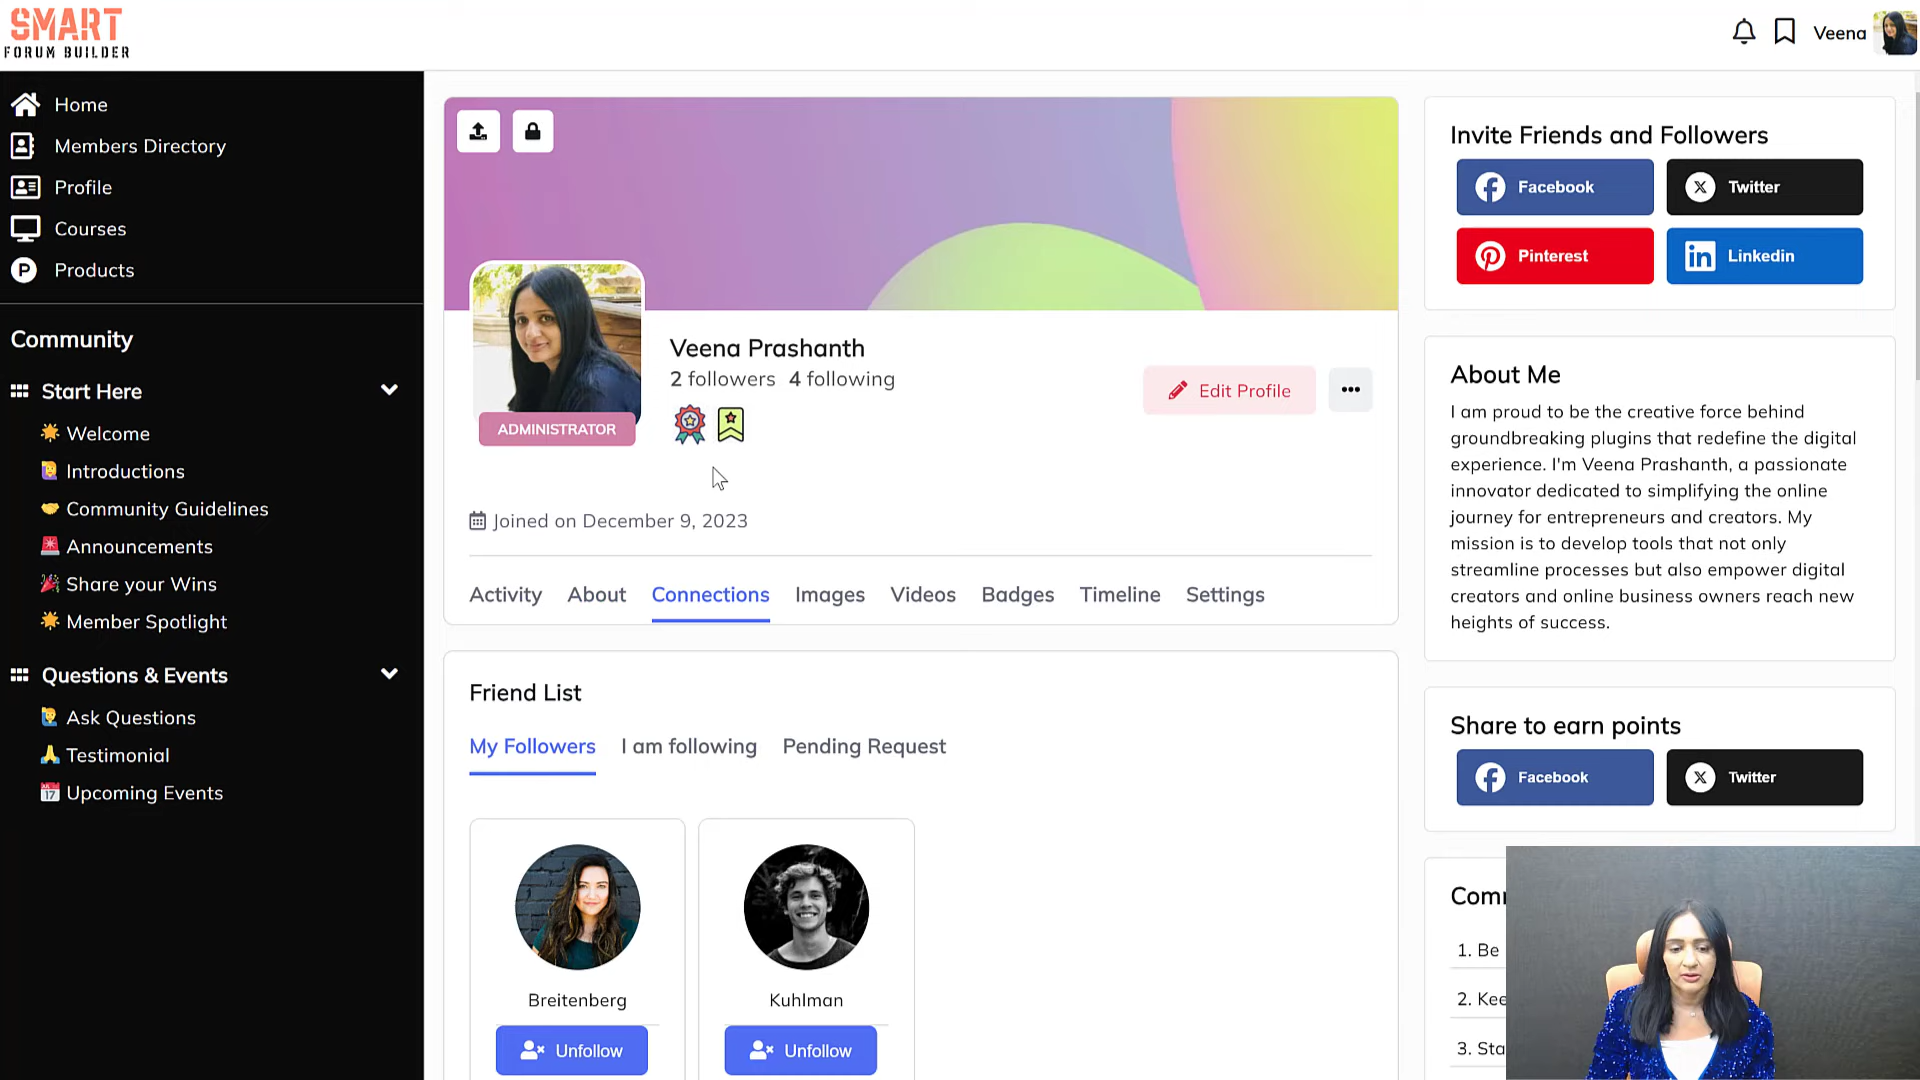 SMART
FORUM BUILDER
Veena
Home
Members Directory
Profile
Courses
Products
Community
Start Here
Welcome
Introductions
Community Guidelines
Announcements
Share your Wins
Member Spotlight
Questions & Events
Ask Questions
Testimonial
17
Upcoming Events
ADMINISTRATOR
Veena Prashanth
2 followers 4 following
Edit Profile
Joined on December 9, 2023
Activity About Connections Images Videos Badges Timeline Settings
Friend List
My Followers I am following Pending Request
Breitenberg
Unfollow
Kuhlman
Unfollow
Invite Friends and Followers
Facebook
Twitter
Pinterest
Linkedin
About Me
I am proud to be the creative force behind
groundbreaking plugins that redefine the digital
experience. I'm Veena Prashanth, a passionate
innovator dedicated to simplifying the online
journey for entrepreneurs and creators. My
mission is to develop tools that not only
streamline processes but also empower digital
creators and online business owners reach new
heights of success.
Share to earn points
Facebook
Twitter
1. Be
2.
3.